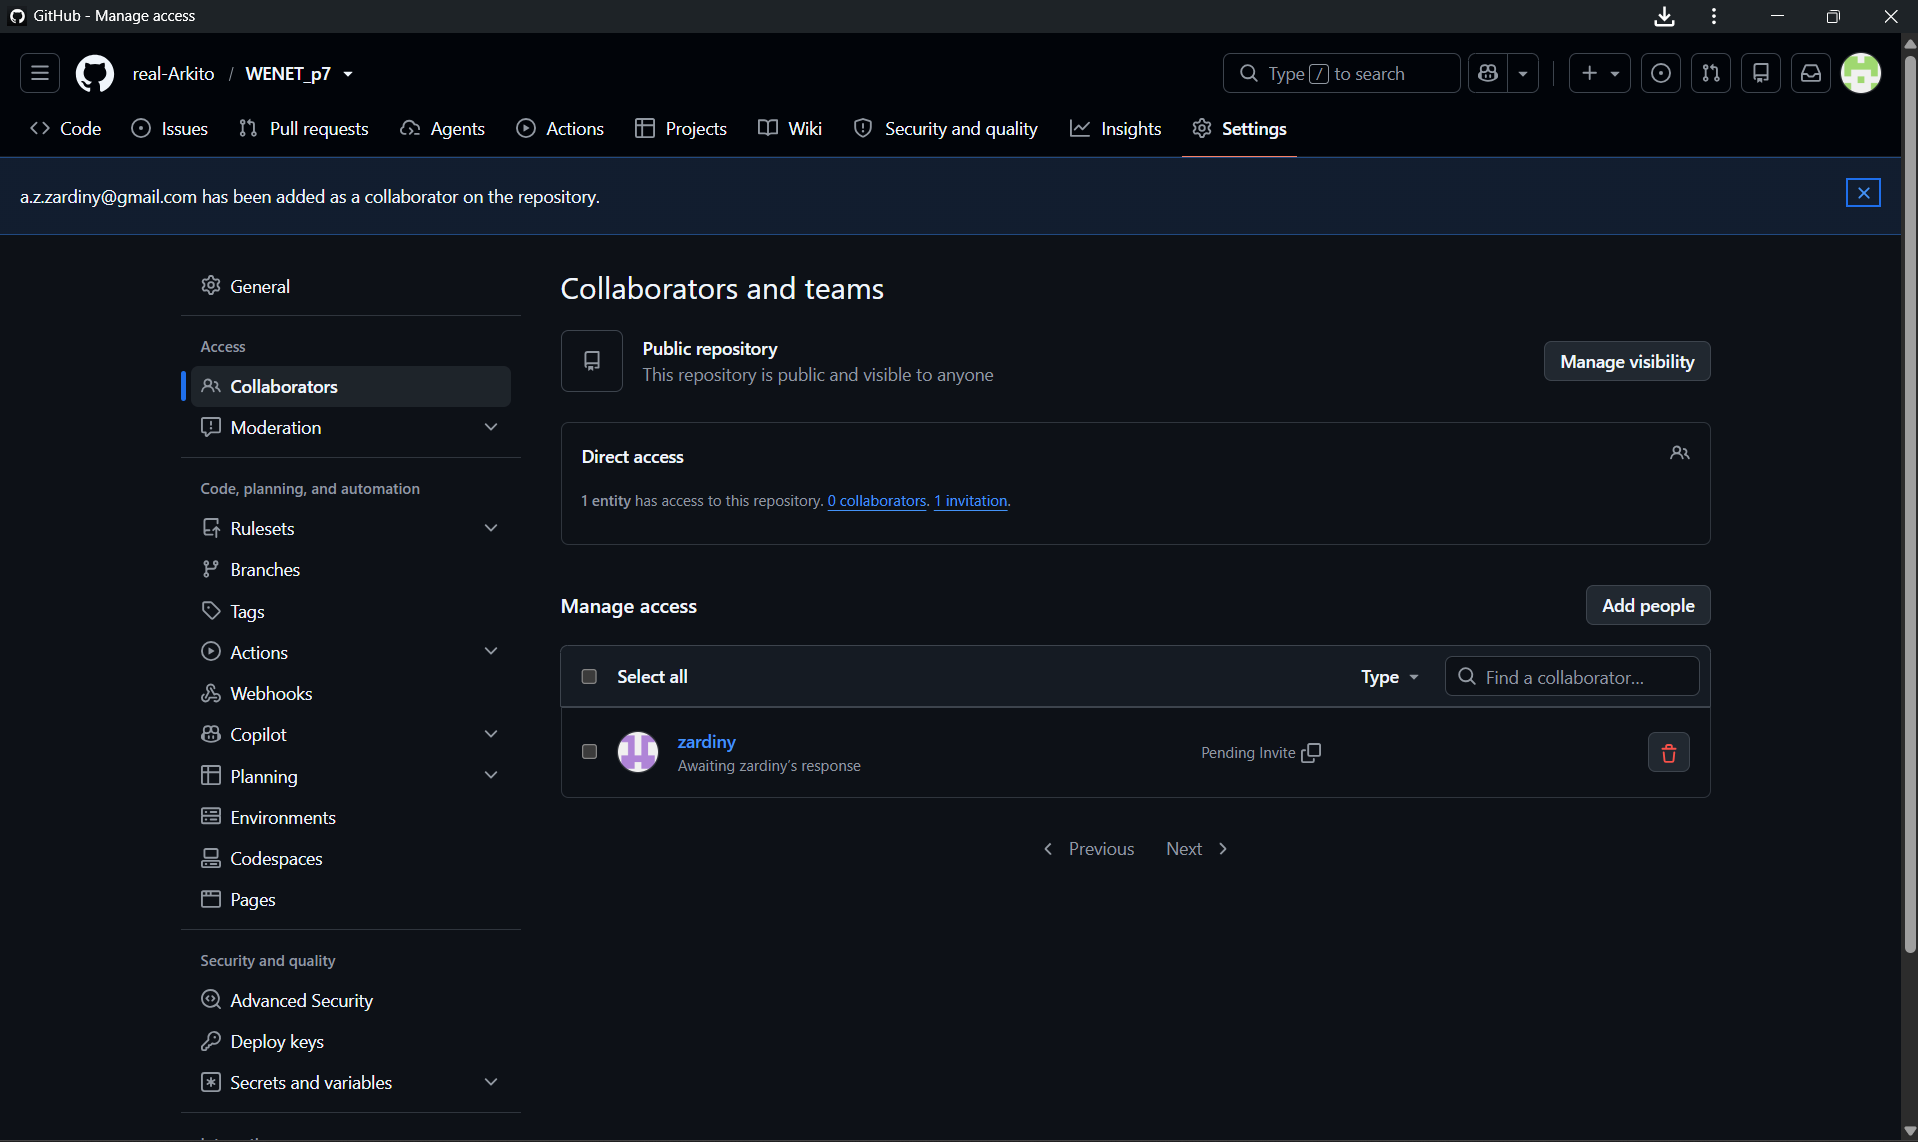 GitHub - Manage access
real-Arkito / WENET_p7
Type / to search
Code Issues Pull requests Agents Actions Projects Wiki Security and quality Insights Settings
a.z.zardiny@gmail.com has been added as a collaborator on the repository.
General
Access
Collaborators
Moderation
Code, planning, and automation
Rulesets
Branches
Tags
Actions
Webhooks
Copilot
Planning
Environments
Codespaces
Pages
Security and quality
Advanced Security
Deploy keys
Secrets and variables
Collaborators and teams
Public repository
This repository is public and visible to anyone
Manage visibility
Direct access
1 entity has access to this repository. 0 collaborators. 1 invitation.
Manage access
Add people
Select all
Type
Find a collaborator...
zardiny
Awaiting zardiny's response
Pending Invite
Previous Next